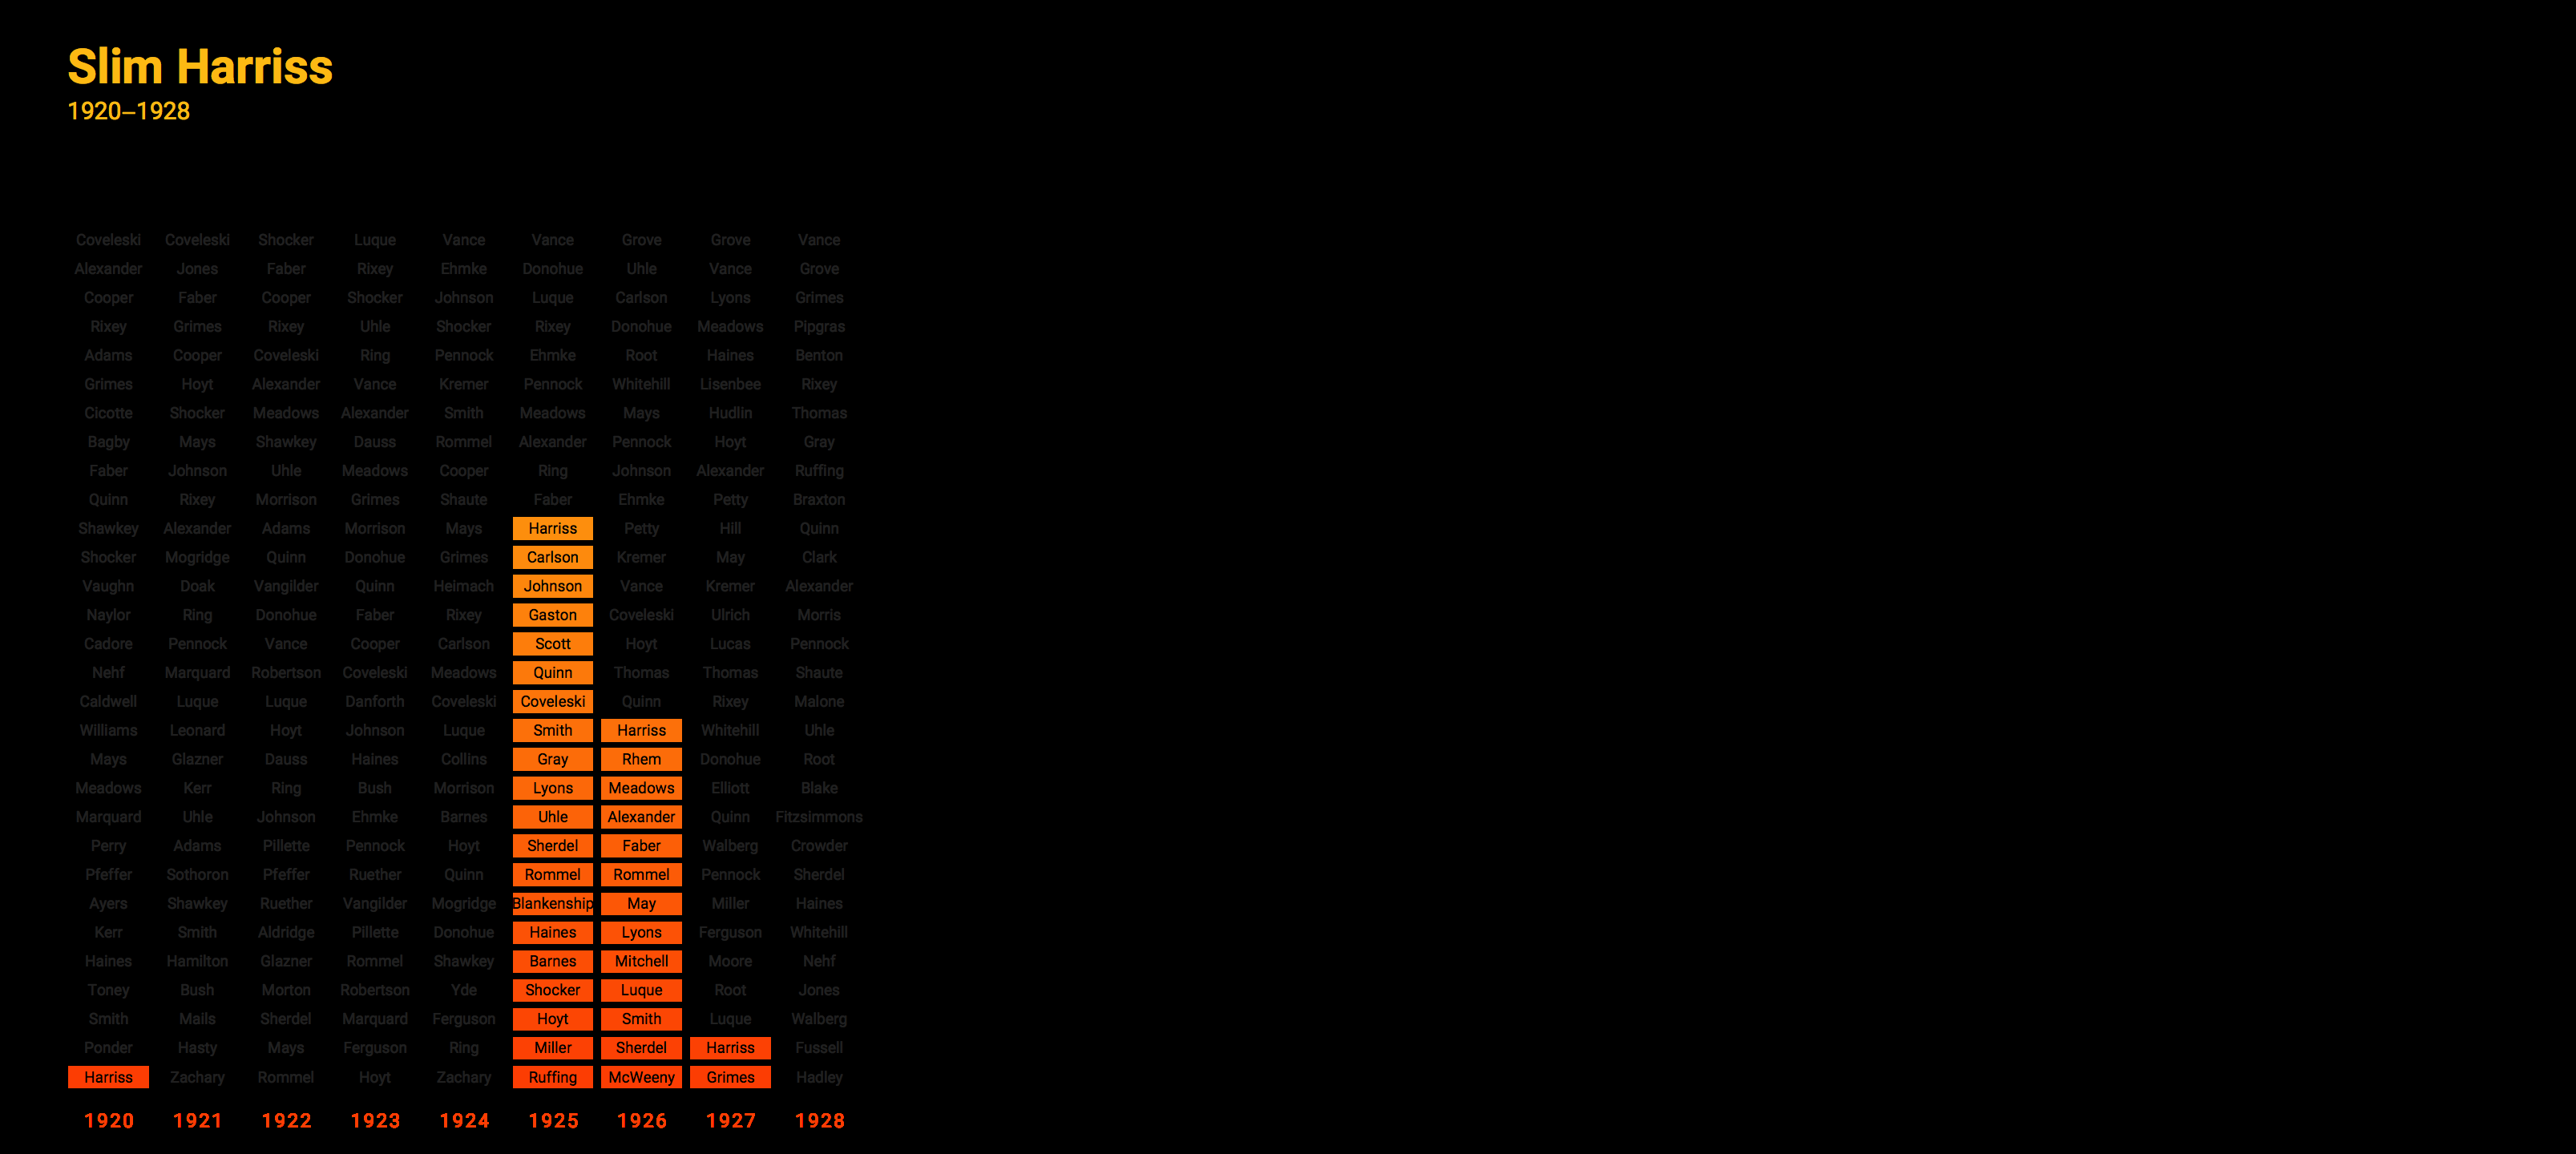 Slim Harriss
1920–1928
Coveleski Coveleski Shocker Luque Vance Vance Grove Grove Vance
Alexander Jones Faber Rixey Ehmke Donohue Uhle Vance Grove
Cooper Faber Cooper Shocker Johnson Luque Carlson Lyons Grimes
Rixey Grimes Rixey Uhle Shocker Rixey Donohue Meadows Pipgras
Adams Cooper Coveleski Ring Pennock Ehmke Root Haines Benton
Grimes Hoyt Alexander Vance Kremer Pennock Whitehill Lisenbee Rixey
Cicotte Shocker Meadows Alexander Smith Meadows Mays Hudlin Thomas
Bagby Mays Shawkey Dauss Rommel Alexander Pennock Hoyt Gray
Faber Johnson Uhle Meadows Cooper Ring Johnson Alexander Ruffing
Quinn Rixey Morrison Grimes Shaute Faber Ehmke Petty Braxton
Shawkey Alexander Adams Morrison Mays Harriss Petty Hill Quinn
Shocker Mogridge Quinn Donohue Grimes Carlson Kremer May Clark
Vaughn Doak Vangilder Quinn Heimach Johnson Vance Kremer Alexander
Naylor Ring Donohue Faber Rixey Gaston Coveleski Ulrich Morris
Cadore Pennock Vance Cooper Carlson Scott Hoyt Lucas Pennock
Nehf Marquard Robertson Coveleski Meadows Quinn Thomas Thomas Shaute
Caldwell Luque Luque Danforth Coveleski Coveleski Quinn Rixey Malone
Williams Leonard Hoyt Johnson Luque Smith Harriss Whitehill Uhle
Mays Glazner Dauss Haines Collins Gray Rhem Donohue Root
Meadows Kerr Ring Bush Morrison Lyons Meadows Elliott Blake
Marquard Uhle Johnson Ehmke Barnes Uhle Alexander Quinn Fitzsimmons
Perry Adams Pillette Pennock Hoyt Sherdel Faber Walberg Crowder
Pfeffer Sothoron Pfeffer Ruether Quinn Rommel Rommel Pennock Sherdel
Ayers Shawkey Ruether Vangilder Mogridge Blankenship May Miller Haines
Kerr Smith Aldridge Pillette Donohue Haines Lyons Ferguson Whitehill
Haines Hamilton Glazner Rommel Shawkey Barnes Mitchell Moore Nehf
Toney Bush Morton Robertson Yde Shocker Luque Root Jones
Smith Mails Sherdel Marquard Ferguson Hoyt Smith Luque Walberg
Ponder Hasty Mays Ferguson Ring Miller Sherdel Harriss Fussell
Harriss Zachary Rommel Hoyt Zachary Ruffing McWeeny Grimes Hadley
1920 1921 1922 1923 1924 1925 1926 1927 1928